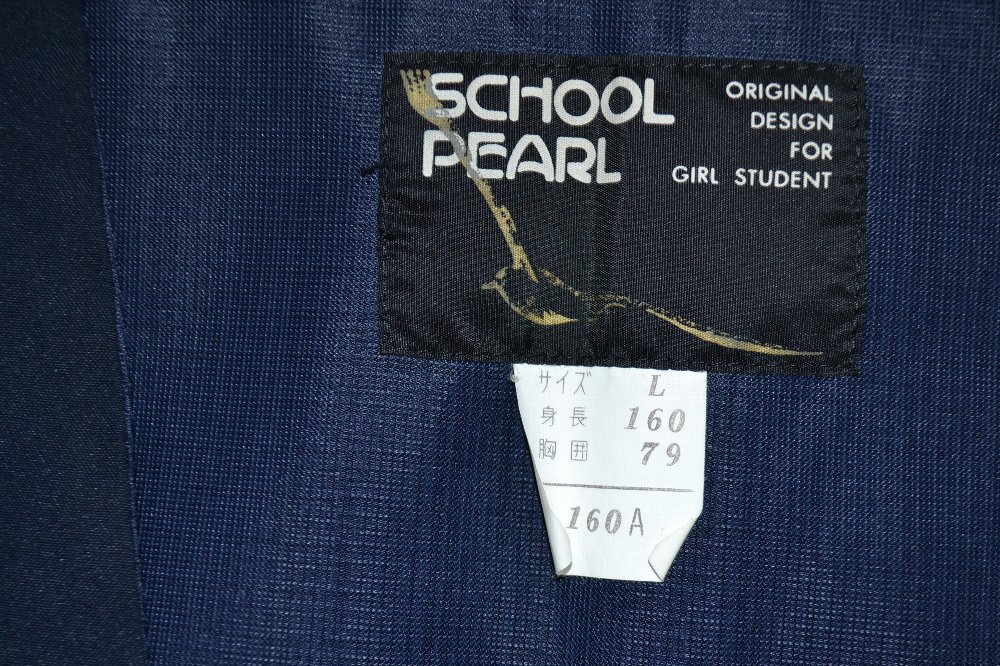 SCHOOL
PEARL
ORIGINAL
DESIGN
FOR
GIRL STUDENT
サイズ L
身長 160
胸囲 79
160A